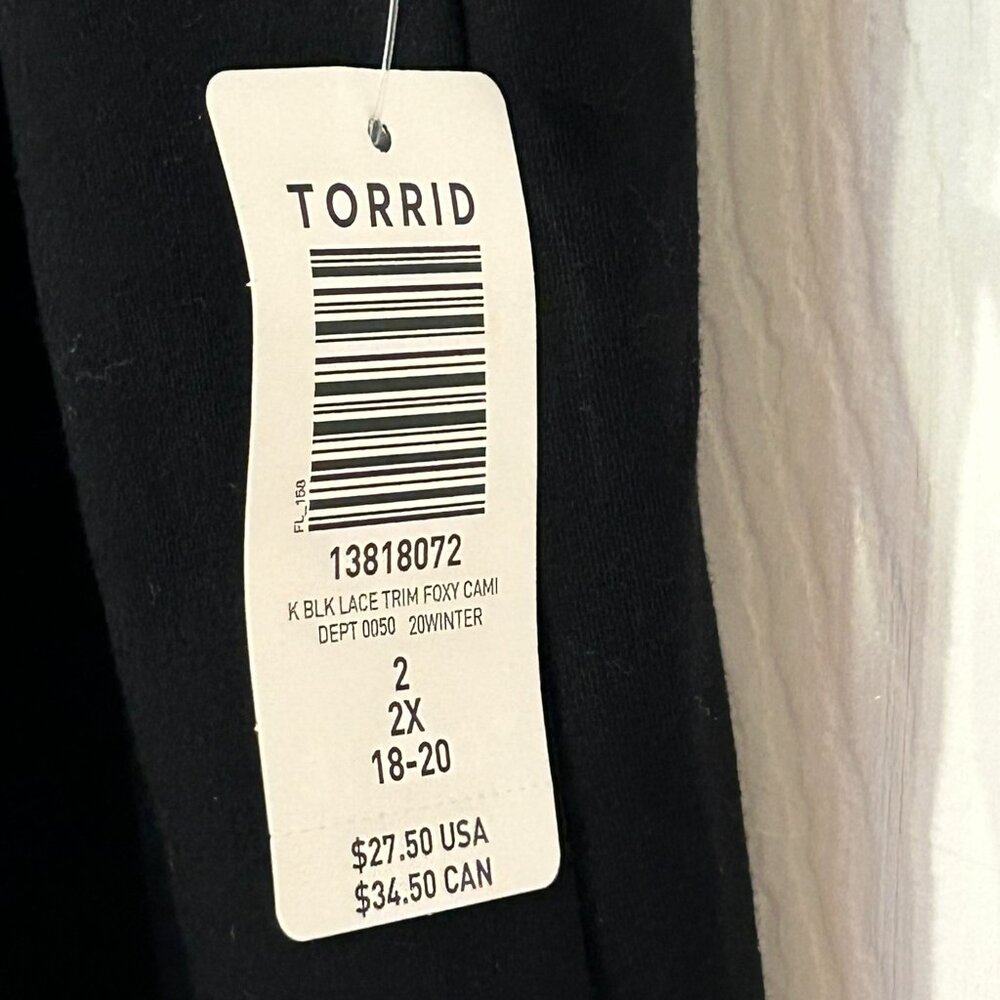 TORRID
FL_158
13818072
K BLK LACE TRIM FOXY CAMI
DEPT 0050 20WINTER
2
2X
18-20
$27.50 USA
$34.50 CAN